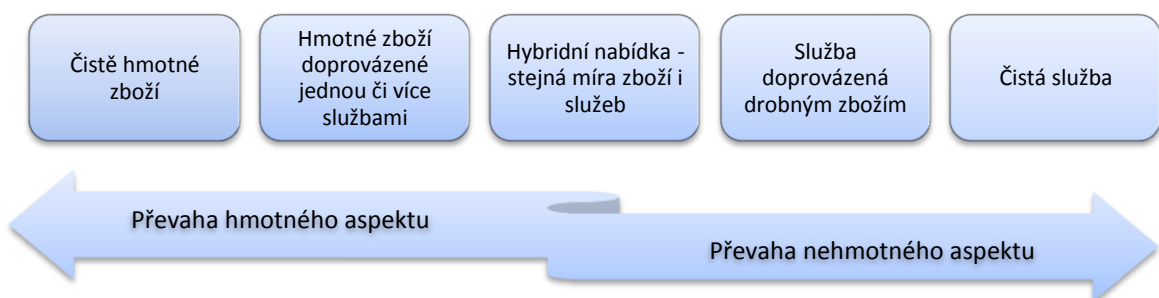 Čistě hmotné
zboží
Hmotné zboží
doprovázené
jednou či více
službami
Hybridní nabídka -
stejná míra zboží i
služeb
Služba
doprovázená
drobným zbožím
Čistá služba
Převaha hmotného aspektu
Převaha nehmotného aspektu